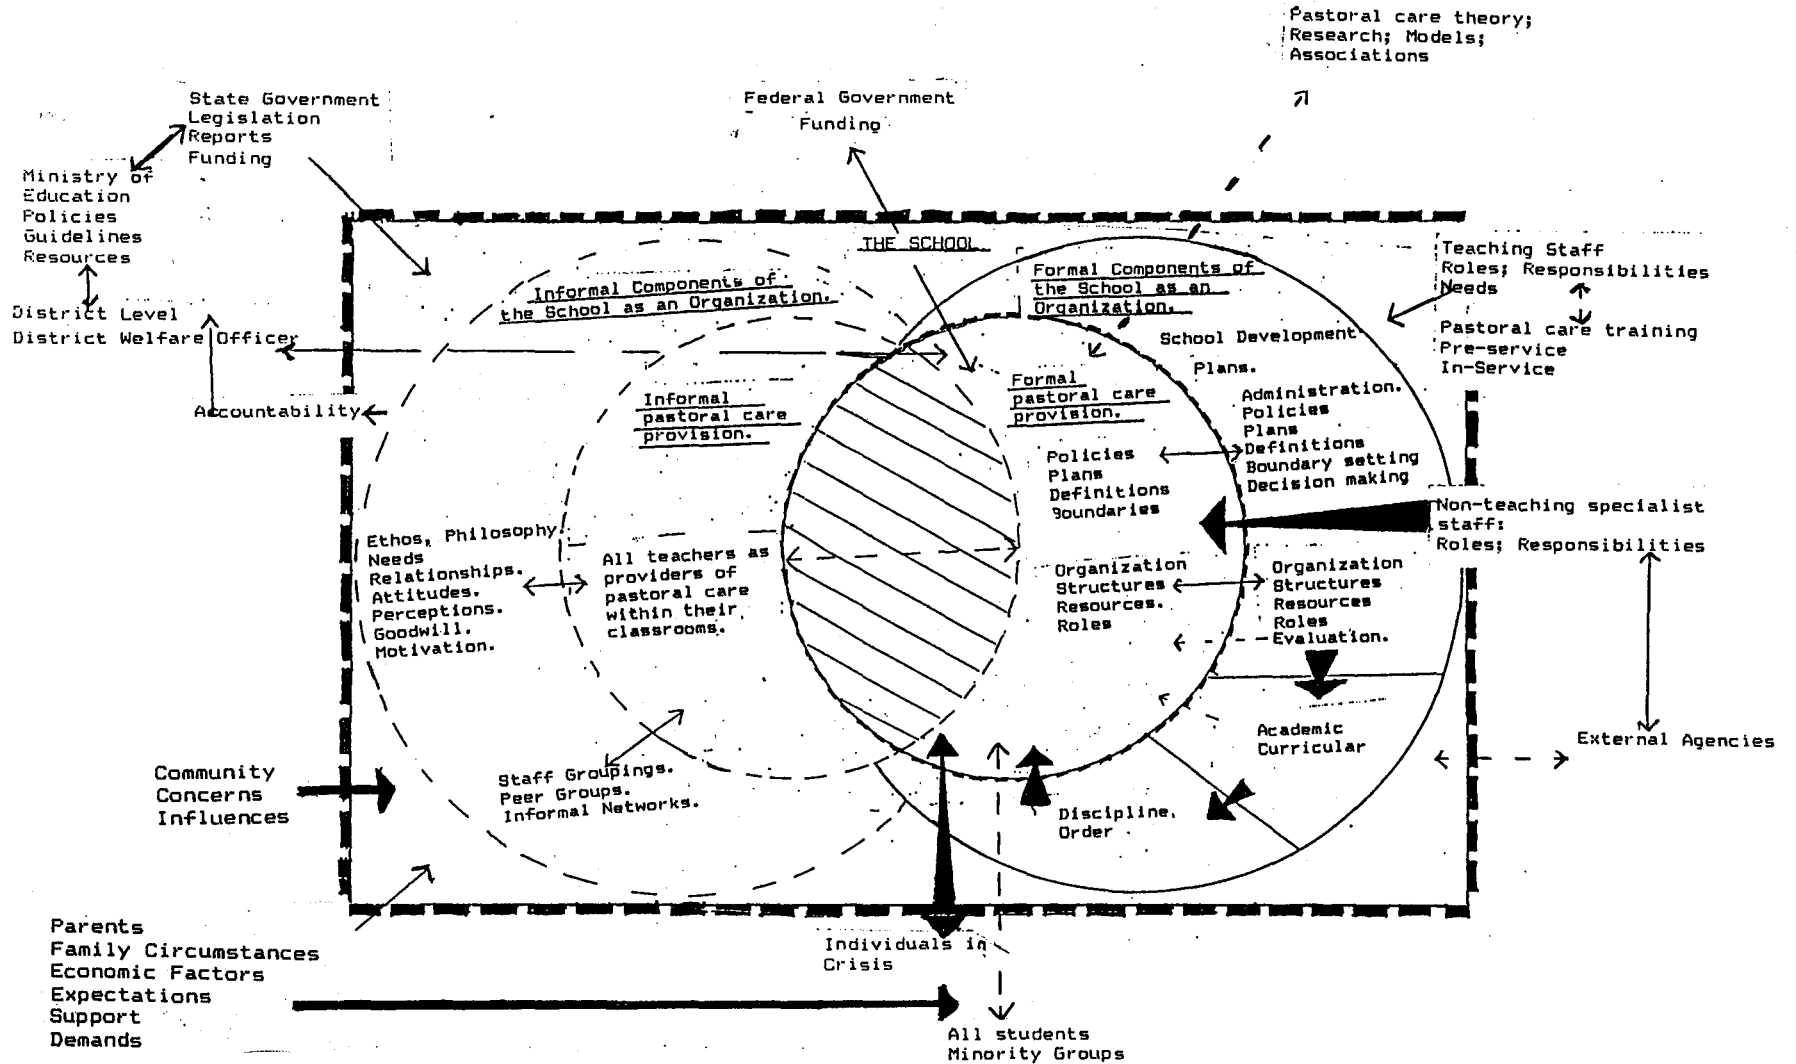 Pastoral care theory;
Research; Models;
Associations
State Government
Legislation
Reports
Funding
Federal Government
Funding
Ministry of
Education
Policies
Guidelines
Resources
District Level
District Welfare Officer
Accountability
THE SCHOOL
Informal Components of
the School as an Organization.
Formal Components of
the School as an
Organization.
Teaching Staff
Roles; Responsibilities
Needs
Pastoral care training
Pre-service
In-Service
School Development
Plans.
Informal
pastoral care
provision.
Formal
pastoral care
provision.
Administration.
Policies
Plans
Definitions
Boundary setting
Decision making
Policies
Plans
Definitions
Boundaries
Non-teaching specialist
staff:
Roles; Responsibilities
Ethos, Philosophy
Needs
Relationships.
Attitudes.
Perceptions.
Goodwill.
Motivation.
All teachers as
providers of
pastoral care
within their
classrooms.
Organization
Structures
Resources.
Roles
Organization
Structures
Resources
Roles
Evaluation.
Academic
Curricular
External Agencies
Staff Groupings.
Peer Groups.
Informal Networks.
Discipline.
Order
Community
Concerns
Influences
Parents
Family Circumstances
Economic Factors
Expectations
Support
Demands
Individuals in
Crisis
All students
Minority Groups